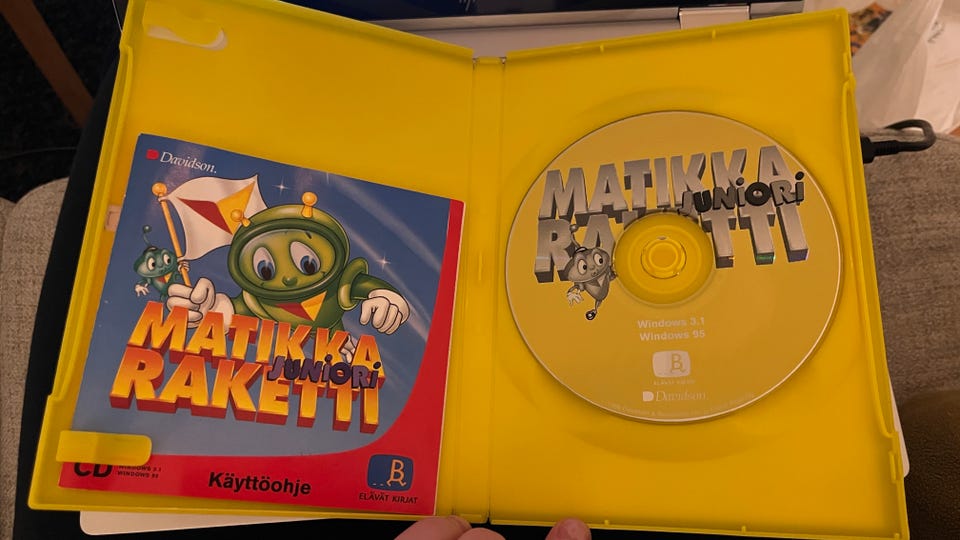 Davidson.
MATIKKA
JUNIORI
RAKETTI
CD
WINDOWS 3.1
WINDOWS 95
Käyttöohje
B
ELÄVÄT KIRJAT
MATIKKA
JUNIORI
RAKETTI
Windows 3.1
Windows 95
B
ELÄVÄT KIRJAT
Davidson.